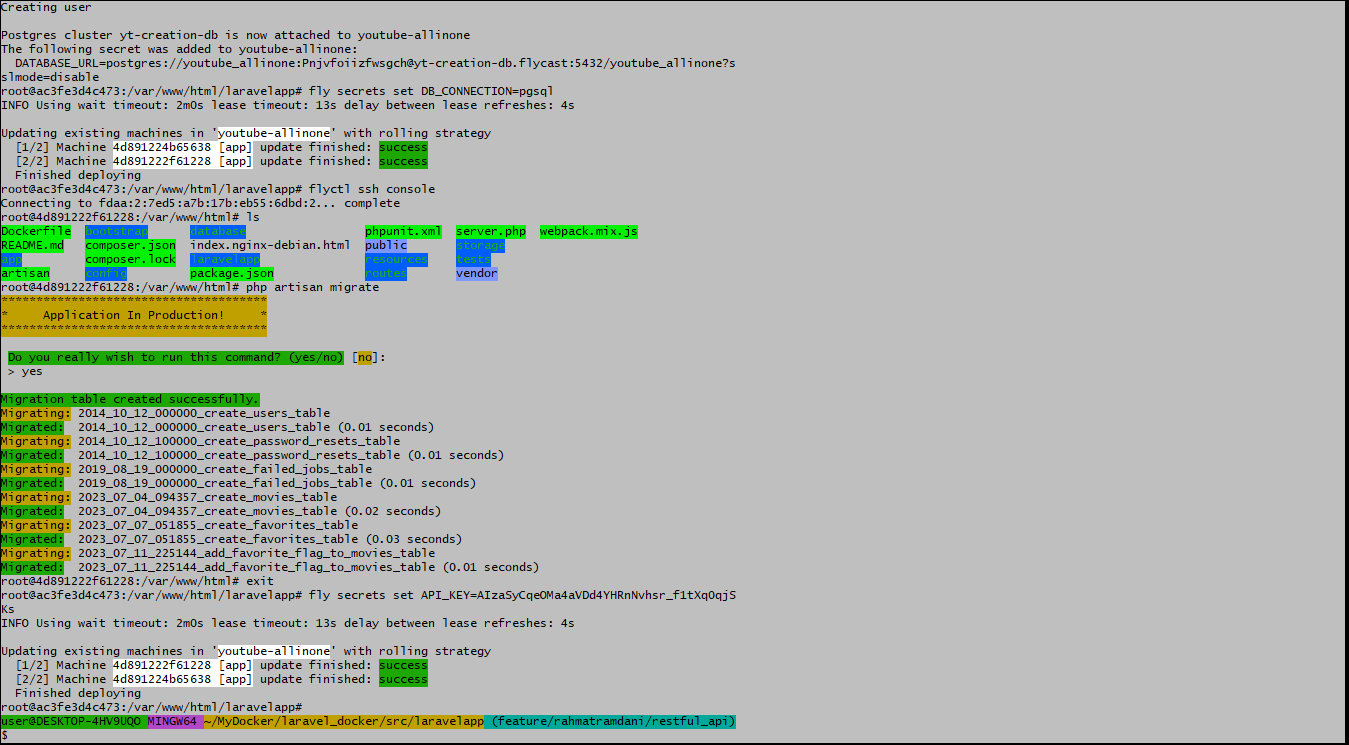 Creating user
Postgres cluster yt-creation-db is now attached to youtube-allinone
The following secret was added to youtube-allinone:
  DATABASE_URL=postgres://youtube_allinone:Pnjvfoiizfwsgch@yt-creation-db.flycast:5432/youtube_allinone?s
slmode=disable
root@ac3fe3d4c473:/var/www/html/laravelapp# fly secrets set DB_CONNECTION=pgsql
INFO Using wait timeout: 2m0s lease timeout: 13s delay between lease refreshes: 4s
Updating existing machines in 'youtube-allinone' with rolling strategy
  [1/2] Machine 4d891224b65638 [app] update finished: success
  [2/2] Machine 4d891222f61228 [app] update finished: success
  Finished deploying
root@ac3fe3d4c473:/var/www/html/laravelapp# flyctl ssh console
Connecting to fdaa:2:7ed5:a7b:17b:eb55:6dbd:2... complete
root@4d891222f61228:/var/www/html# ls
Dockerfile  bootstrap      database                   phpunit.xml  server.php  webpack.mix.js
README.md   composer.json  index.nginx-debian.html  public       storage
app         composer.lock  laravelapp                 resources    tests
artisan     config         package.json               routes       vendor
root@4d891222f61228:/var/www/html# php artisan migrate
**************************************
*     Application In Production!     *
**************************************
 Do you really wish to run this command? (yes/no) [no]:
 > yes
Migration table created successfully.
Migrating: 2014_10_12_000000_create_users_table
Migrated:  2014_10_12_000000_create_users_table (0.01 seconds)
Migrating: 2014_10_12_100000_create_password_resets_table
Migrated:  2014_10_12_100000_create_password_resets_table (0.01 seconds)
Migrating: 2019_08_19_000000_create_failed_jobs_table
Migrated:  2019_08_19_000000_create_failed_jobs_table (0.01 seconds)
Migrating: 2023_07_04_094357_create_movies_table
Migrated:  2023_07_04_094357_create_movies_table (0.02 seconds)
Migrating: 2023_07_07_051855_create_favorites_table
Migrated:  2023_07_07_051855_create_favorites_table (0.03 seconds)
Migrating: 2023_07_11_225144_add_favorite_flag_to_movies_table
Migrated:  2023_07_11_225144_add_favorite_flag_to_movies_table (0.01 seconds)
root@4d891222f61228:/var/www/html# exit
root@ac3fe3d4c473:/var/www/html/laravelapp# fly secrets set API_KEY=AIzaSyCqeOMa4aVDd4YHRnNvhsr_f1tXqOqjS
Ks
INFO Using wait timeout: 2m0s lease timeout: 13s delay between lease refreshes: 4s
Updating existing machines in 'youtube-allinone' with rolling strategy
  [1/2] Machine 4d891222f61228 [app] update finished: success
  [2/2] Machine 4d891224b65638 [app] update finished: success
  Finished deploying
root@ac3fe3d4c473:/var/www/html/laravelapp#
user@DESKTOP-4HV9UQO MINGW64 ~/MyDocker/laravel_docker/src/laravelapp (feature/rahmatramdani/restful_api)
$